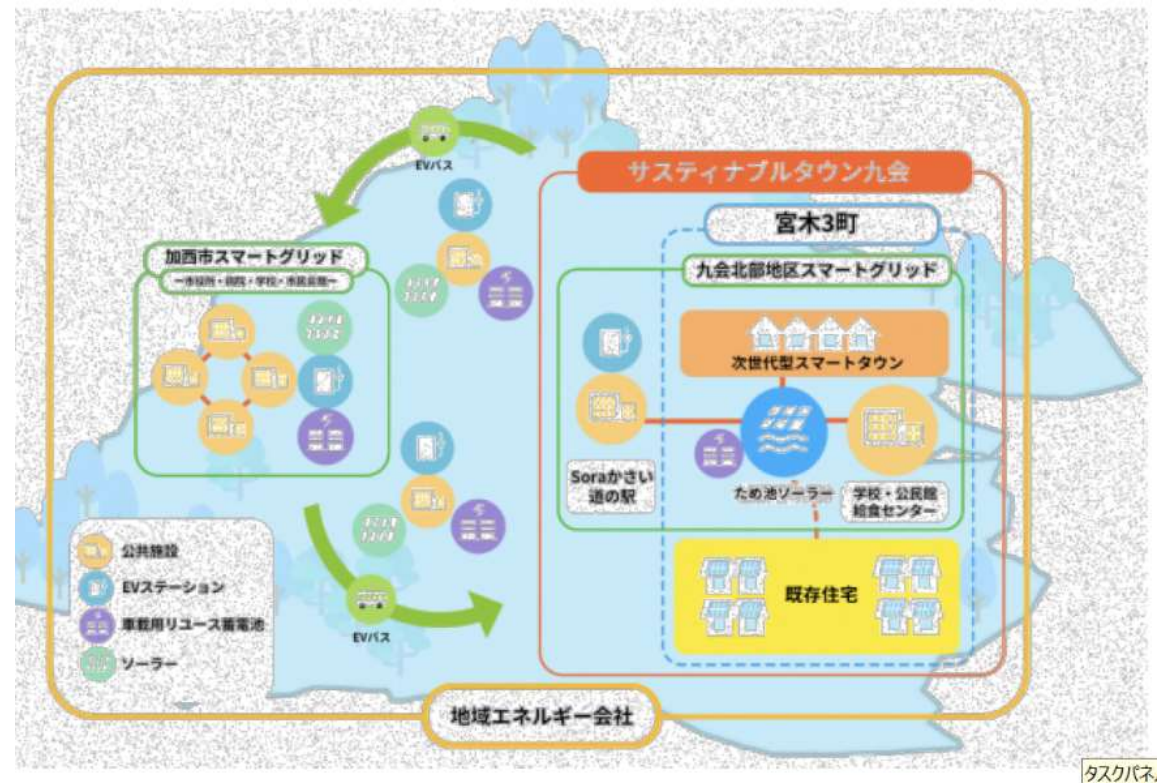 EVバス
サスティナブルタウン九会
宮木3町
加西市スマートグリッド
ー市役所・病院・学校・市民会館ー
九会北部地区スマートグリッド
次世代型スマートタウン
Soraかさい
道の駅
ため池ソーラー
学校・公民館
給食センター
公共施設
EVステーション
車載用リユース蓄電池
ソーラー
既存住宅
EVバス
地域エネルギー会社
タスクパネ